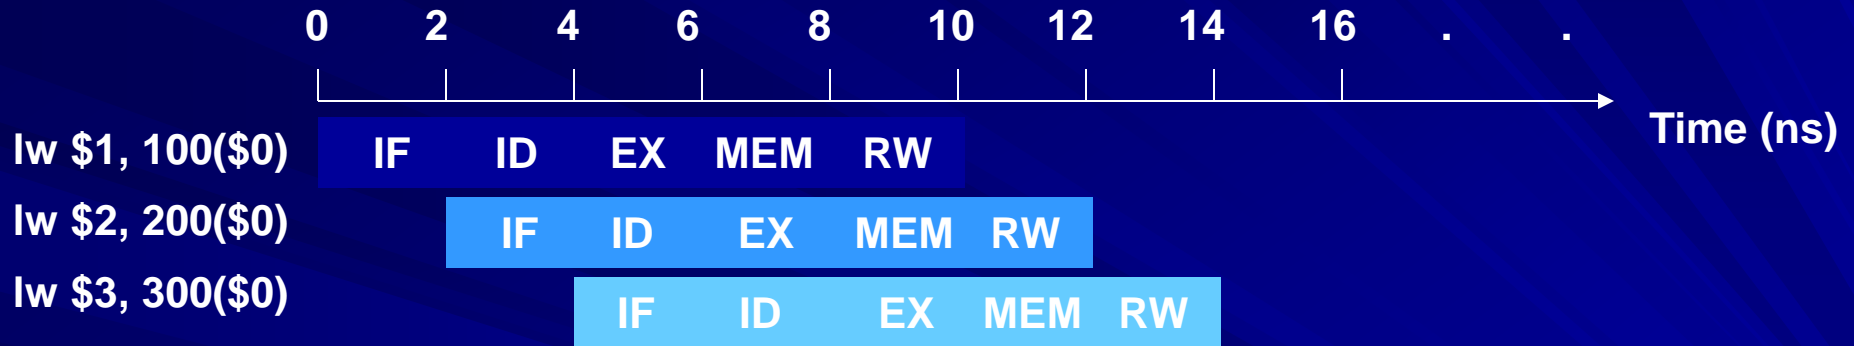 0 2 4 6 8 10 12 14 16 . .
Time (ns)
lw $1, 100($0) IF ID EX MEM RW
lw $2, 200($0) IF ID EX MEM RW
lw $3, 300($0) IF ID EX MEM RW